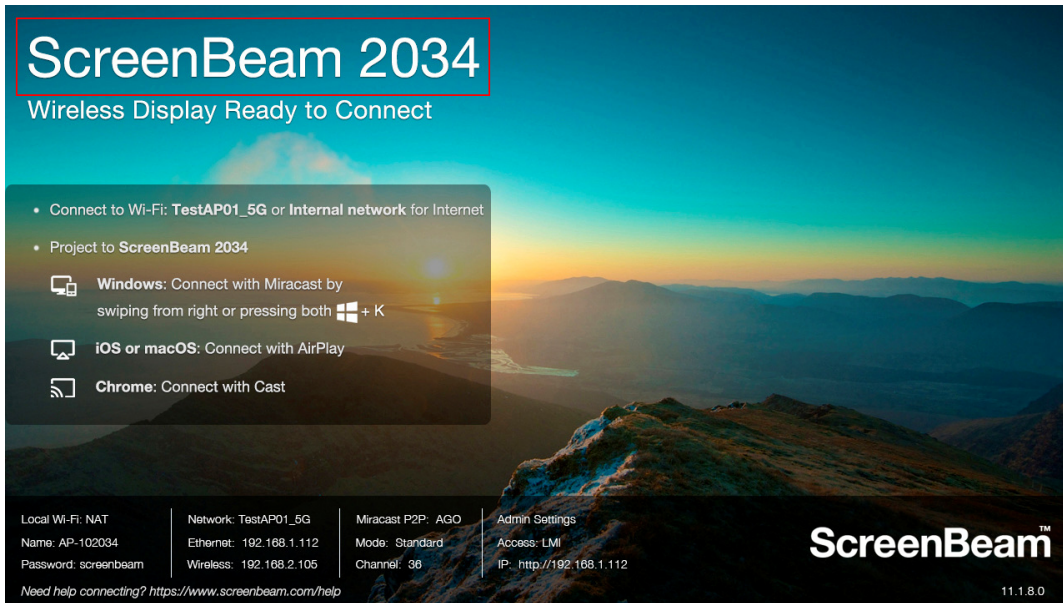 ScreenBeam 2034
Wireless Display Ready to Connect
• Connect to Wi-Fi: TestAP01_5G or Internal network for Internet
• Project to ScreenBeam 2034
Windows: Connect with Miracast by
swiping from right or pressing both + K
iOS or macOS: Connect with AirPlay
Chrome: Connect with Cast
Local Wi-Fi: NAT
Name: AP-102034
Password: screenbeam
Network: TestAP01_5G
Ethernet: 192.168.1.112
Wireless: 192.168.2.105
Miracast P2P: AGO
Mode: Standard
Channel: 36
Admin Settings
Access: LMI
IP: http://192.168.1.112
ScreenBeam™
Need help connecting? https://www.screenbeam.com/help
11.1.8.0